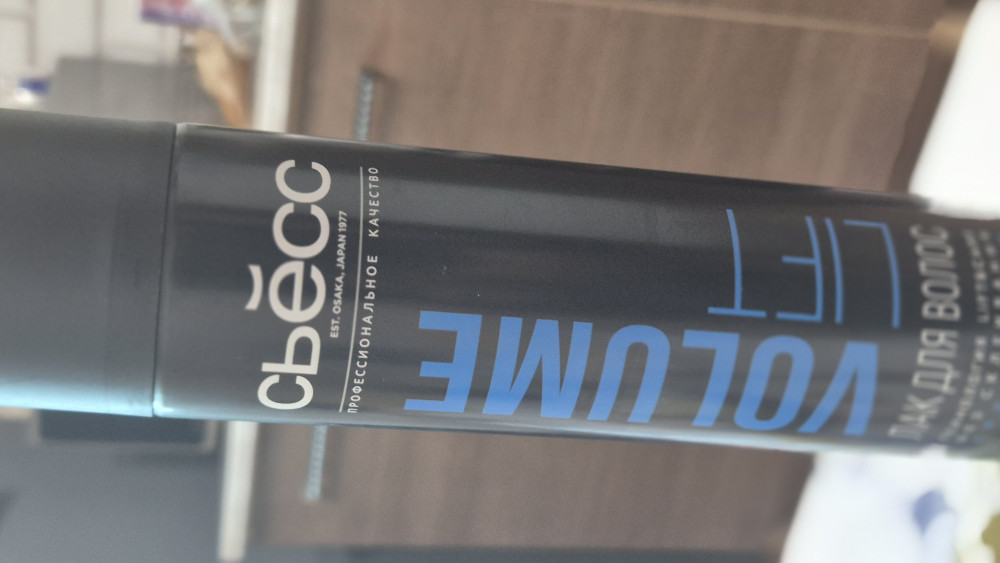 сьёсс
EST. OSAKA, JAPAN 1977
ПРОФЕССИОНАЛЬНОЕ КАЧЕСТВО
VOLUME
LIFT
ЛАК ДЛЯ ВОЛОС